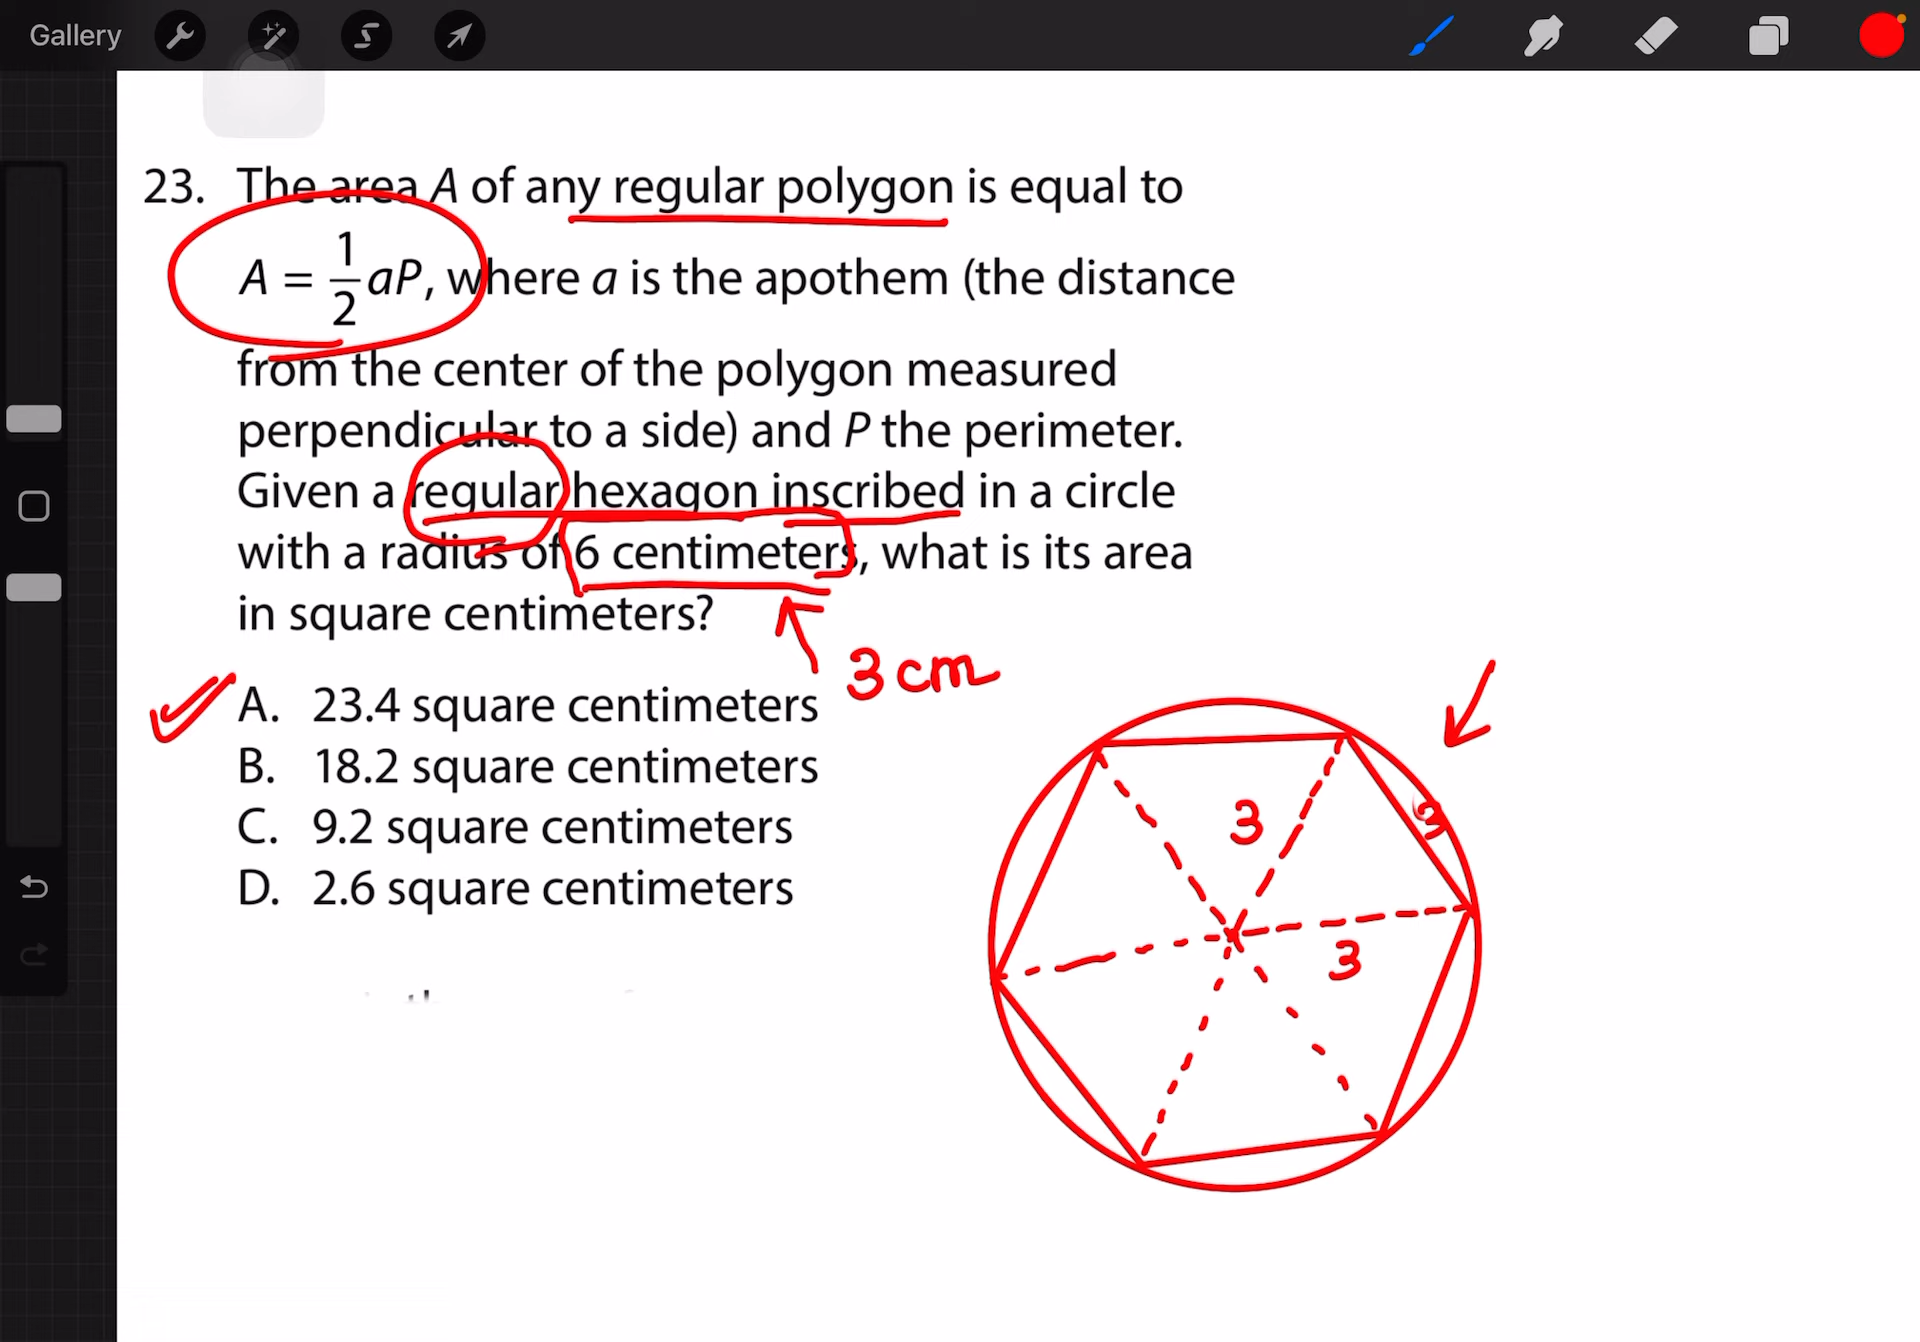 Gallery
23. The area A of any regular polygon is equal to
A = 1/2 aP, where a is the apothem (the distance
from the center of the polygon measured
perpendicular to a side) and P the perimeter.
Given a regular hexagon inscribed in a circle
with a radius of 6 centimeters, what is its area
in square centimeters?
3 cm
A. 23.4 square centimeters
B. 18.2 square centimeters
C. 9.2 square centimeters
D. 2.6 square centimeters
3
3
3